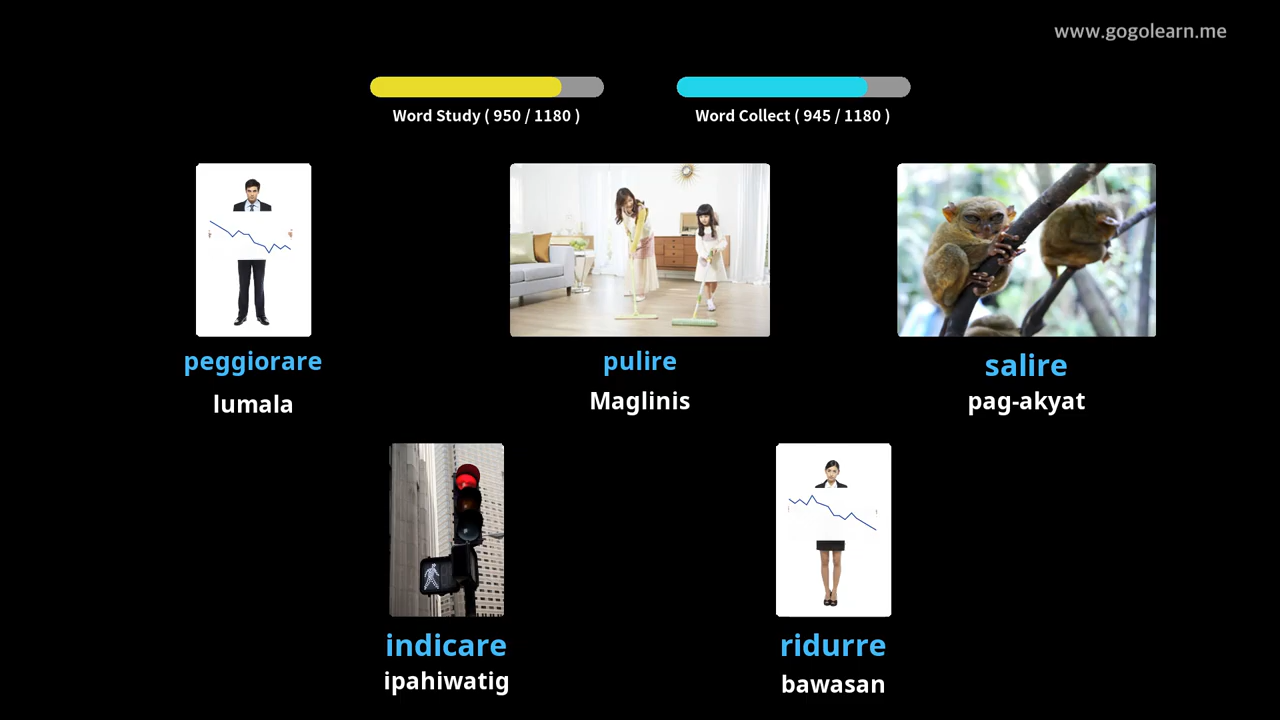 www.gogolearn.me
Word Study ( 950 / 1180 )
Word Collect ( 945 / 1180 )
peggiorare
lumala
pulire
Maglinis
salire
pag-akyat
indicare
ipahiwatig
ridurre
bawasan